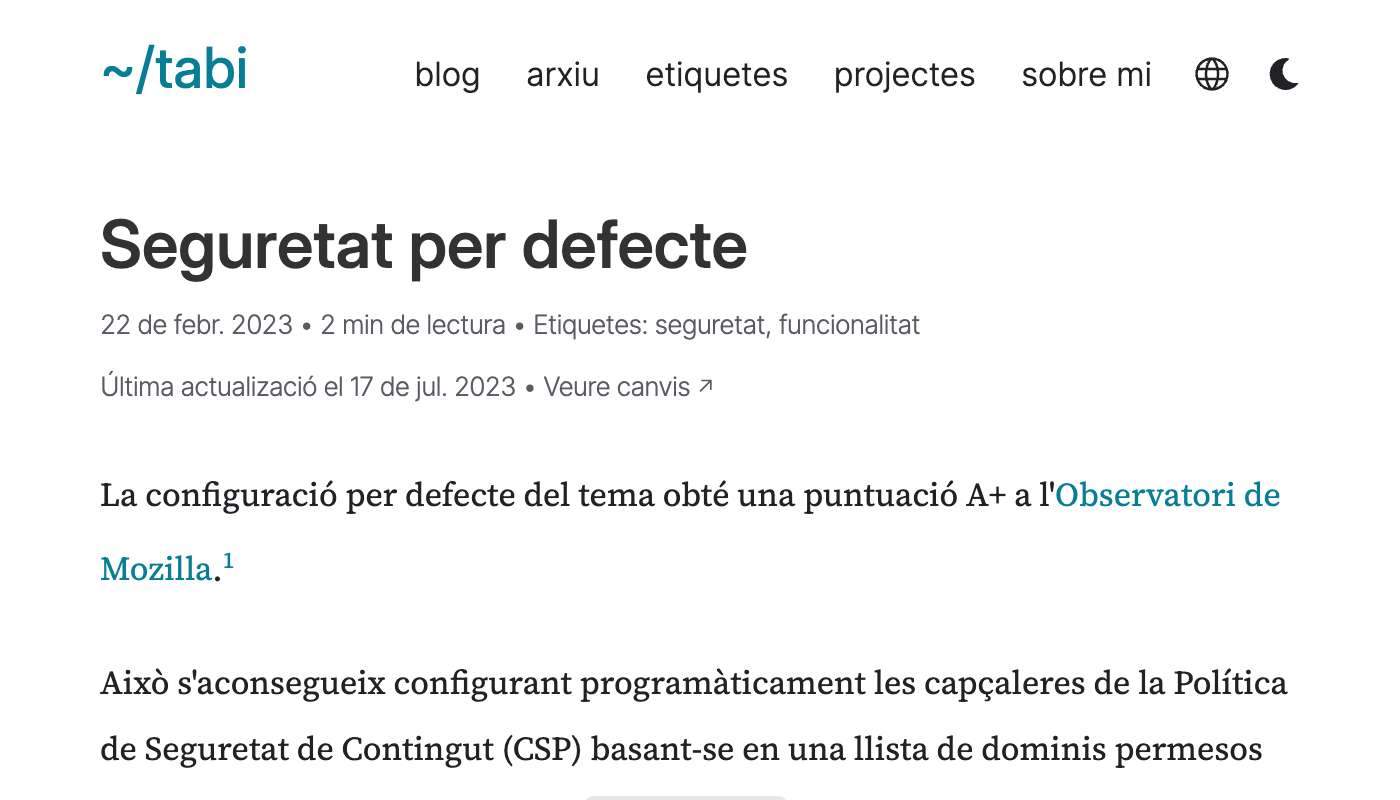 ~/tabi
blog arxiu etiquetes projectes sobre mi
Seguretat per defecte
22 de febr. 2023 • 2 min de lectura • Etiquetes: seguretat, funcionalitat
Última actualizació el 17 de jul. 2023 • Veure canvis ↗
La configuració per defecte del tema obté una puntuació A+ a l'Observatori de
Mozilla.¹
Això s'aconsegueix configurant programàticament les capçaleres de la Política
de Seguretat de Contingut (CSP) basant-se en una llista de dominis permesos